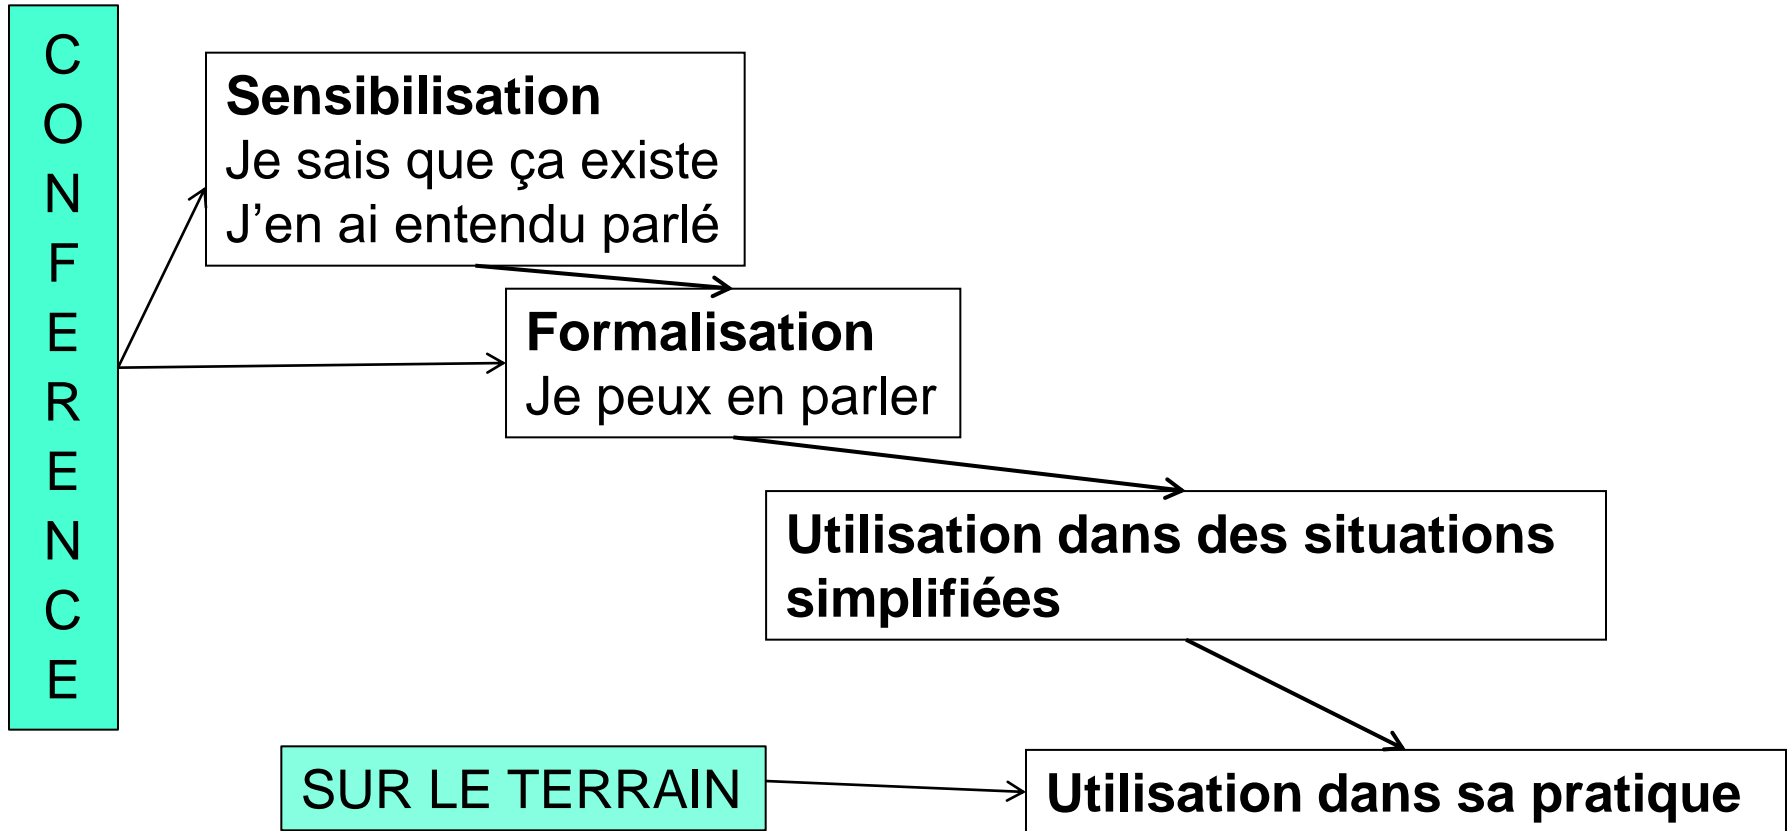 CONFERENCE
Sensibilisation
Je sais que ça existe
J’en ai entendu parlé
Formalisation
Je peux en parler
Utilisation dans des situations
simplifiées
SUR LE TERRAIN
Utilisation dans sa pratique